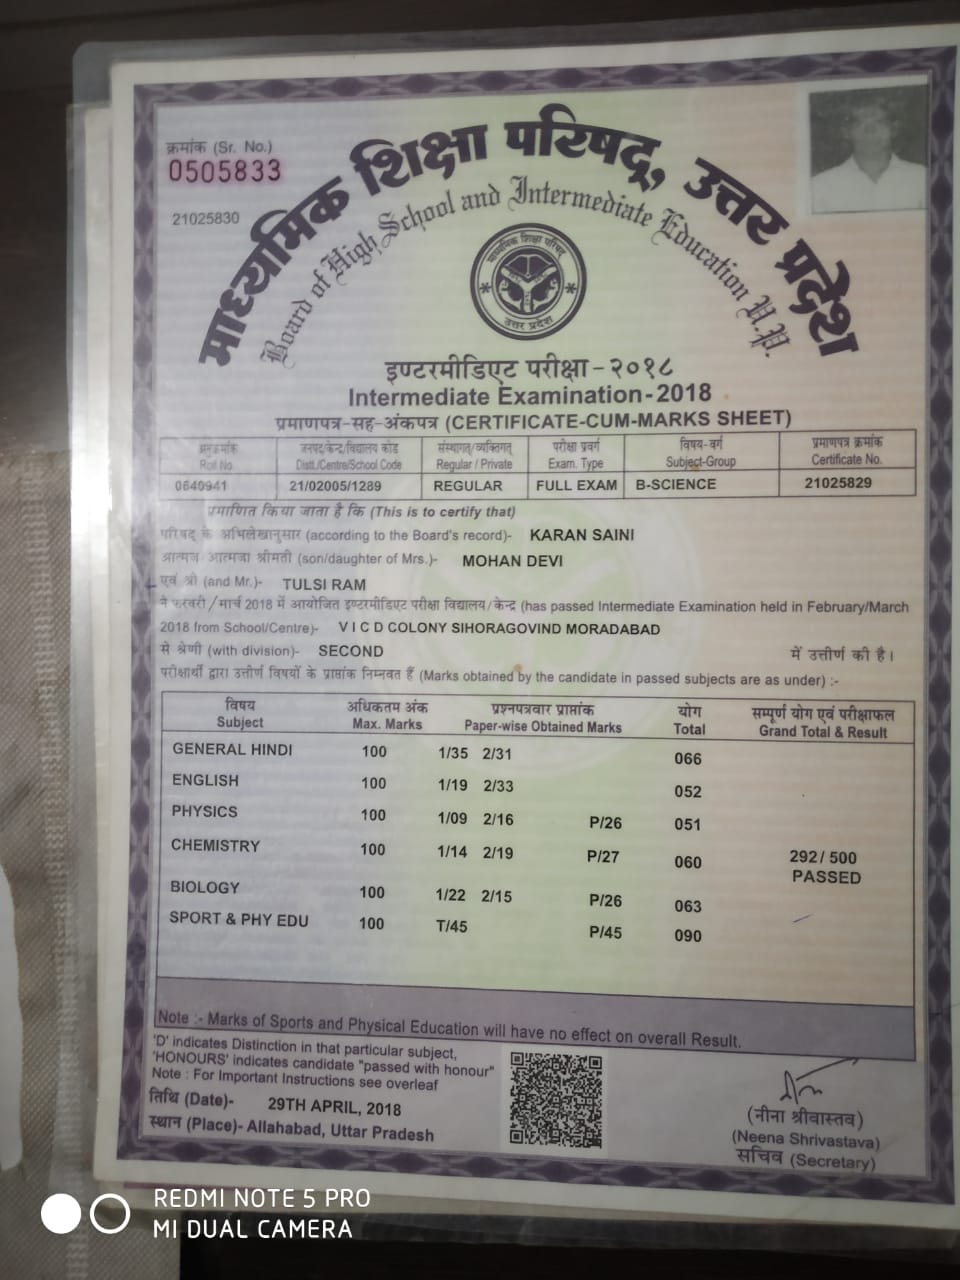 क्रमांक (Sr. No.)
0505833
21025830
माध्यमिक शिक्षा परिषद्, उत्तर प्रदेश
Board of High School and Intermediate Education U.P.
माध्यमिक शिक्षा परिषद्
उत्तर प्रदेश
इण्टरमीडिएट परीक्षा-२०१८
Intermediate Examination-2018
प्रमाणपत्र-सह-अंकपत्र (CERTIFICATE-CUM-MARKS SHEET)
अनुक्रमांक जनपद/केन्द्र/विद्यालय कोड संस्थागत/व्यक्तिगत परीक्षा प्रवर्ग विषय-वर्ग प्रमाणपत्र क्रमांक
Roll No. Distt./Centre/School Code Regular / Private Exam. Type Subject-Group Certificate No.
0640941 21/02005/1289 REGULAR FULL EXAM B-SCIENCE 21025829
प्रमाणित किया जाता है कि (This is to certify that)
परिषद के अभिलेखानुसार (according to the Board's record)- KARAN SAINI
आत्मज आत्मजा श्रीमती (son/daughter of Mrs.)- MOHAN DEVI
एवं श्री (and Mr.)- TULSI RAM
ने फरवरी/मार्च 2018 में आयोजित इण्टरमीडिएट परीक्षा विद्यालय/केन्द्र (has passed Intermediate Examination held in February/March
2018 from School/Centre)- V I C D COLONY SIHORAGOVIND MORADABAD
से श्रेणी (with division)- SECOND में उत्तीर्ण की है।
परीक्षार्थी द्वारा उत्तीर्ण विषयों के प्राप्तांक निम्नवत हैं (Marks obtained by the candidate in passed subjects are as under) :-
विषय अधिकतम अंक प्रश्नपत्रवार प्राप्तांक योग सम्पूर्ण योग एवं परीक्षाफल
Subject Max. Marks Paper-wise Obtained Marks Total Grand Total & Result
GENERAL HINDI 100 1/35 2/31 066
ENGLISH 100 1/19 2/33 052
PHYSICS 100 1/09 2/16 P/26 051
CHEMISTRY 100 1/14 2/19 P/27 060 292/ 500
PASSED
BIOLOGY 100 1/22 2/15 P/26 063
SPORT & PHY EDU 100 T/45 P/45 090
Note :- Marks of Sports and Physical Education will have no effect on overall Result.
'D' indicates Distinction in that particular subject,
'HONOURS' indicates candidate "passed with honour"
Note : For Important Instructions see overleaf
तिथि (Date)- 29TH APRIL, 2018
स्थान (Place)- Allahabad, Uttar Pradesh
(नीना श्रीवास्तव)
(Neena Shrivastava)
सचिव (Secretary)
REDMI NOTE 5 PRO
MI DUAL CAMERA